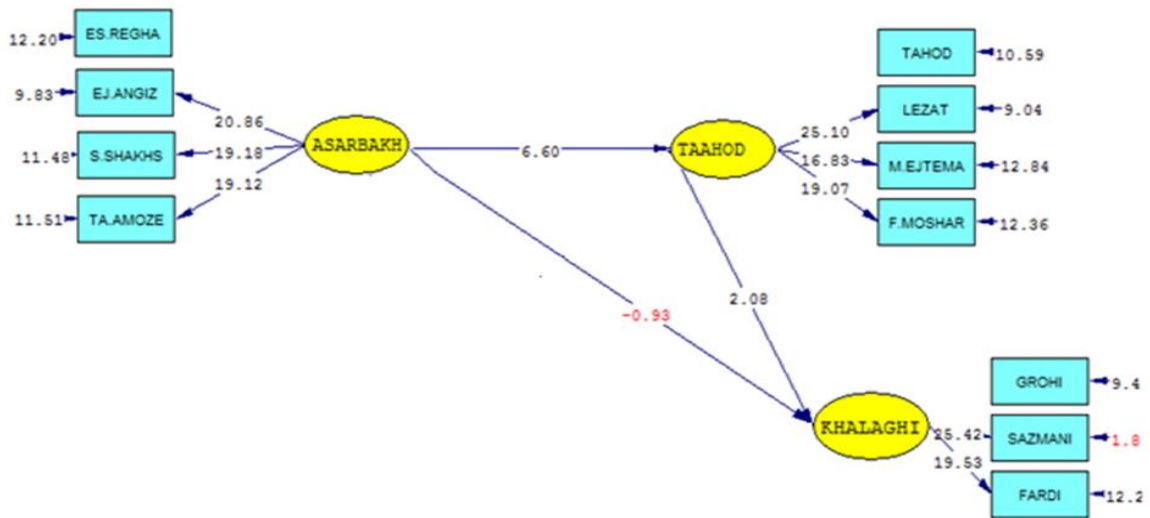 12.20 ES.REGHA
9.83 EJ.ANGIZ
11.48 S.SHAKHS
11.51 TA.AMOZE
20.86
19.18
19.12
ASARBAKH
6.60
-0.93
TAAHOD
2.08
25.10
16.83
19.07
TAHOD 10.59
LEZAT 9.04
M.EJTEMA 12.84
F.MOSHAR 12.36
KHALAGHI
25.42
19.53
GROHI 9.4
SAZMANI 1.8
FARDI 12.2